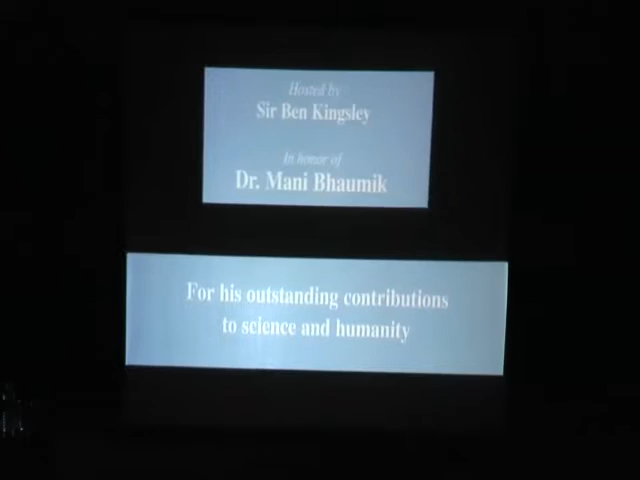 Hosted by
Sir Ben Kingsley
In honor of
Dr. Mani Bhaumik
For his outstanding contributions
to science and humanity